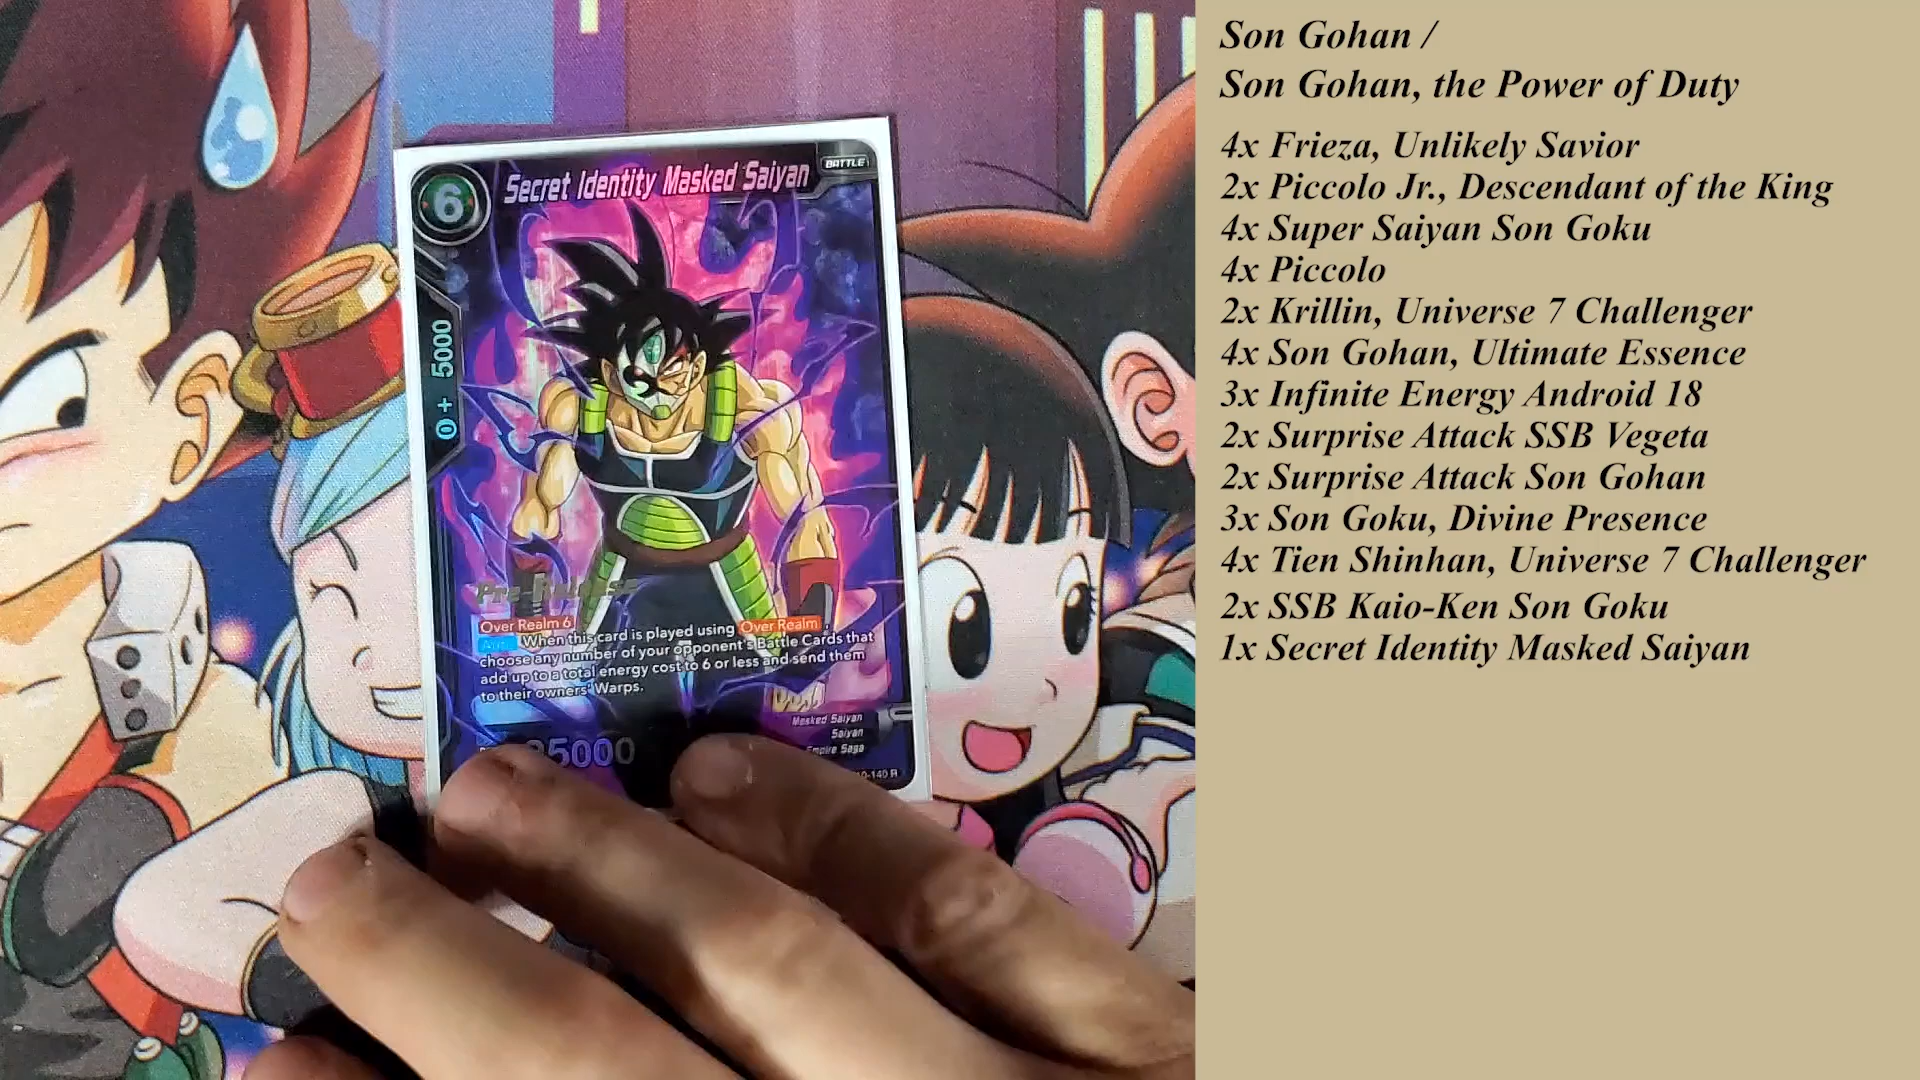 6
Secret Identity Masked Saiyan
BATTLE
0 + 5000
Pre-Release
Over Realm 6
Auto When this card is played using Over Realm,
choose any number of your opponent's Battle Cards that
add up to a total energy cost to 6 or less and send them
to their owners' Warps.
5000
Masked Saiyan
Saiyan
Empire Saga
-140 R
Son Gohan /
Son Gohan, the Power of Duty
4x Frieza, Unlikely Savior
2x Piccolo Jr., Descendant of the King
4x Super Saiyan Son Goku
4x Piccolo
2x Krillin, Universe 7 Challenger
4x Son Gohan, Ultimate Essence
3x Infinite Energy Android 18
2x Surprise Attack SSB Vegeta
2x Surprise Attack Son Gohan
3x Son Goku, Divine Presence
4x Tien Shinhan, Universe 7 Challenger
2x SSB Kaio-Ken Son Goku
1x Secret Identity Masked Saiyan